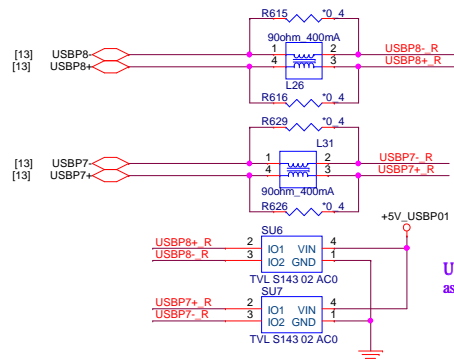 R615 *0_4
90ohm_400mA
[13] USBP8- 1 2 USBP8-_R
[13] USBP8+ 4 3 USBP8+_R
L26
R616 *0_4
R629 *0_4
L31
[13] USBP7- 1 2 USBP7-_R
[13] USBP7+ 4 3 USBP7+_R
90ohm_400mA
R626 *0_4
+5V_USBP01
SU6
USBP8+_R 2 IO1 VIN 4
USBP8-_R 3 IO2 GND 1
TVL S143 02 AC0
SU7
USBP7+_R 2 IO1 VIN 4
USBP7-_R 3 IO2 GND 1
TVL S143 02 AC0
U
as